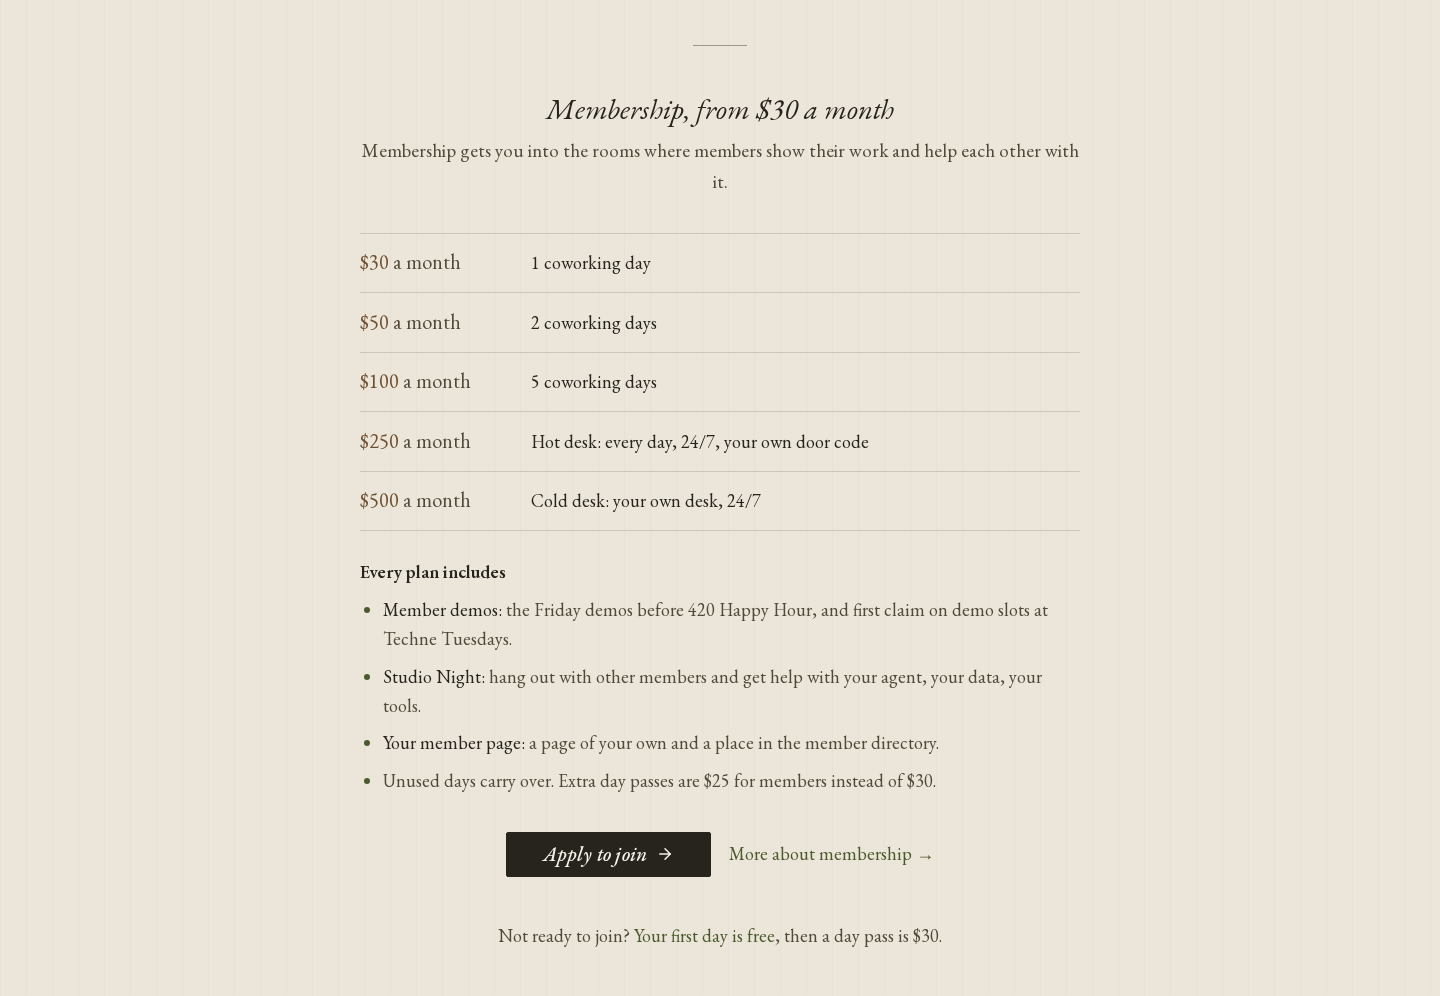 Membership, from $30 a month
Membership gets you into the rooms where members show their work and help each other with
it.
$30 a month 1 coworking day
$50 a month 2 coworking days
$100 a month 5 coworking days
$250 a month Hot desk: every day, 24/7, your own door code
$500 a month Cold desk: your own desk, 24/7
Every plan includes
• Member demos: the Friday demos before 420 Happy Hour, and first claim on demo slots at
Techne Tuesdays.
• Studio Night: hang out with other members and get help with your agent, your data, your
tools.
• Your member page: a page of your own and a place in the member directory.
• Unused days carry over. Extra day passes are $25 for members instead of $30.
Apply to join → More about membership →
Not ready to join? Your first day is free, then a day pass is $30.